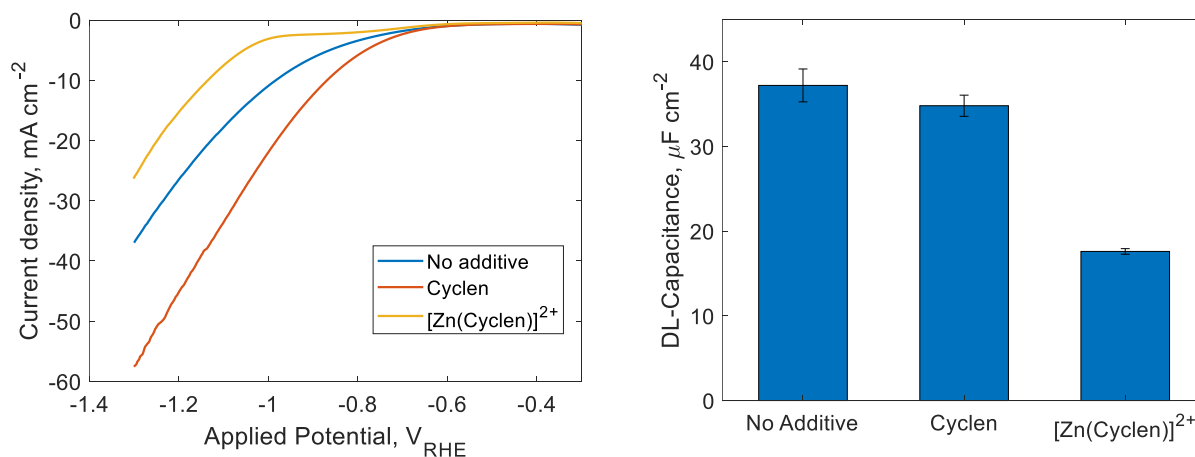 Current density, mA cm-2
0
-10
-20
-30
-40
-50
-60
-1.4
-1.2
-1
-0.8
-0.6
-0.4
Applied Potential, VRHE
No additive
Cyclen
[Zn(Cyclen)]2+
DL-Capacitance, μF cm-2
40
30
20
10
0
No Additive
Cyclen
[Zn(Cyclen)]2+